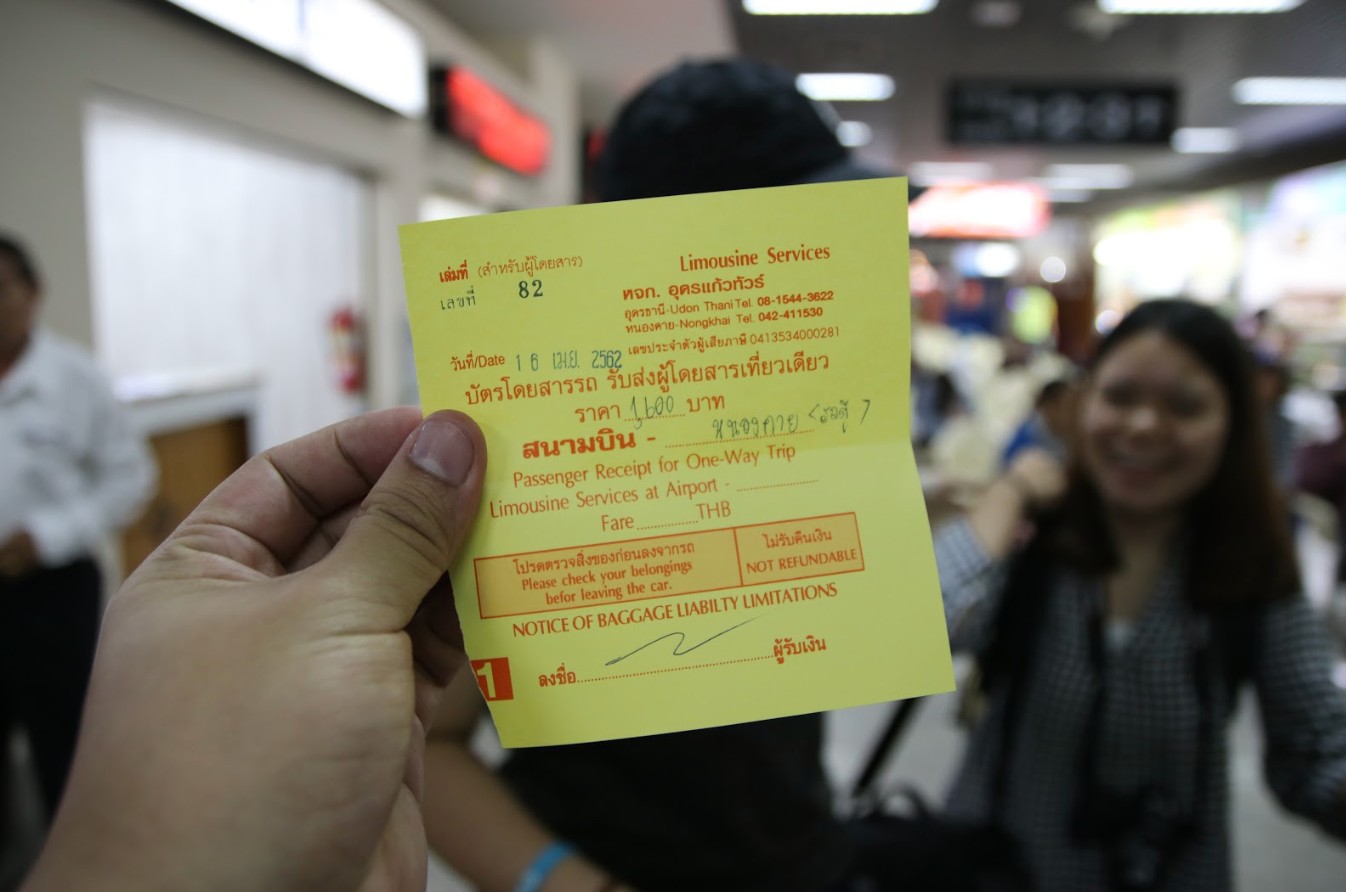 เล่มที่ (สำหรับผู้โดยสาร)
เลขที่ 82
Limousine Services
หจก. อุดรแก้วทัวร์
อุดรธานี-Udon Thani Tel. 08-1544-3622
หนองคาย-Nongkhai Tel. 042-411530
เลขประจำตัวผู้เสียภาษี 0413534000281
วันที่/Date 16 เม.ย. 2562
บัตรโดยสารรถ รับส่งผู้โดยสารเที่ยวเดียว
ราคา 1,600 บาท
สนามบิน - หนองคาย (รถตู้)
Passenger Receipt for One-Way Trip
Limousine Services at Airport -
Fare THB
โปรดตรวจสิ่งของก่อนลงจากรถ
Please check your belongings
befor leaving the car.
ไม่รับคืนเงิน
NOT REFUNDABLE
NOTICE OF BAGGAGE LIABILTY LIMITATIONS
1
ลงชื่อ ผู้รับเงิน